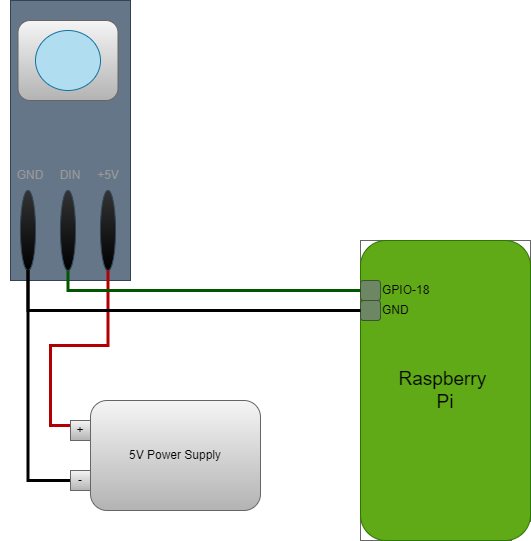 GND DIN +5V
GPIO-18
GND
Raspberry
Pi
+
5V Power Supply
-